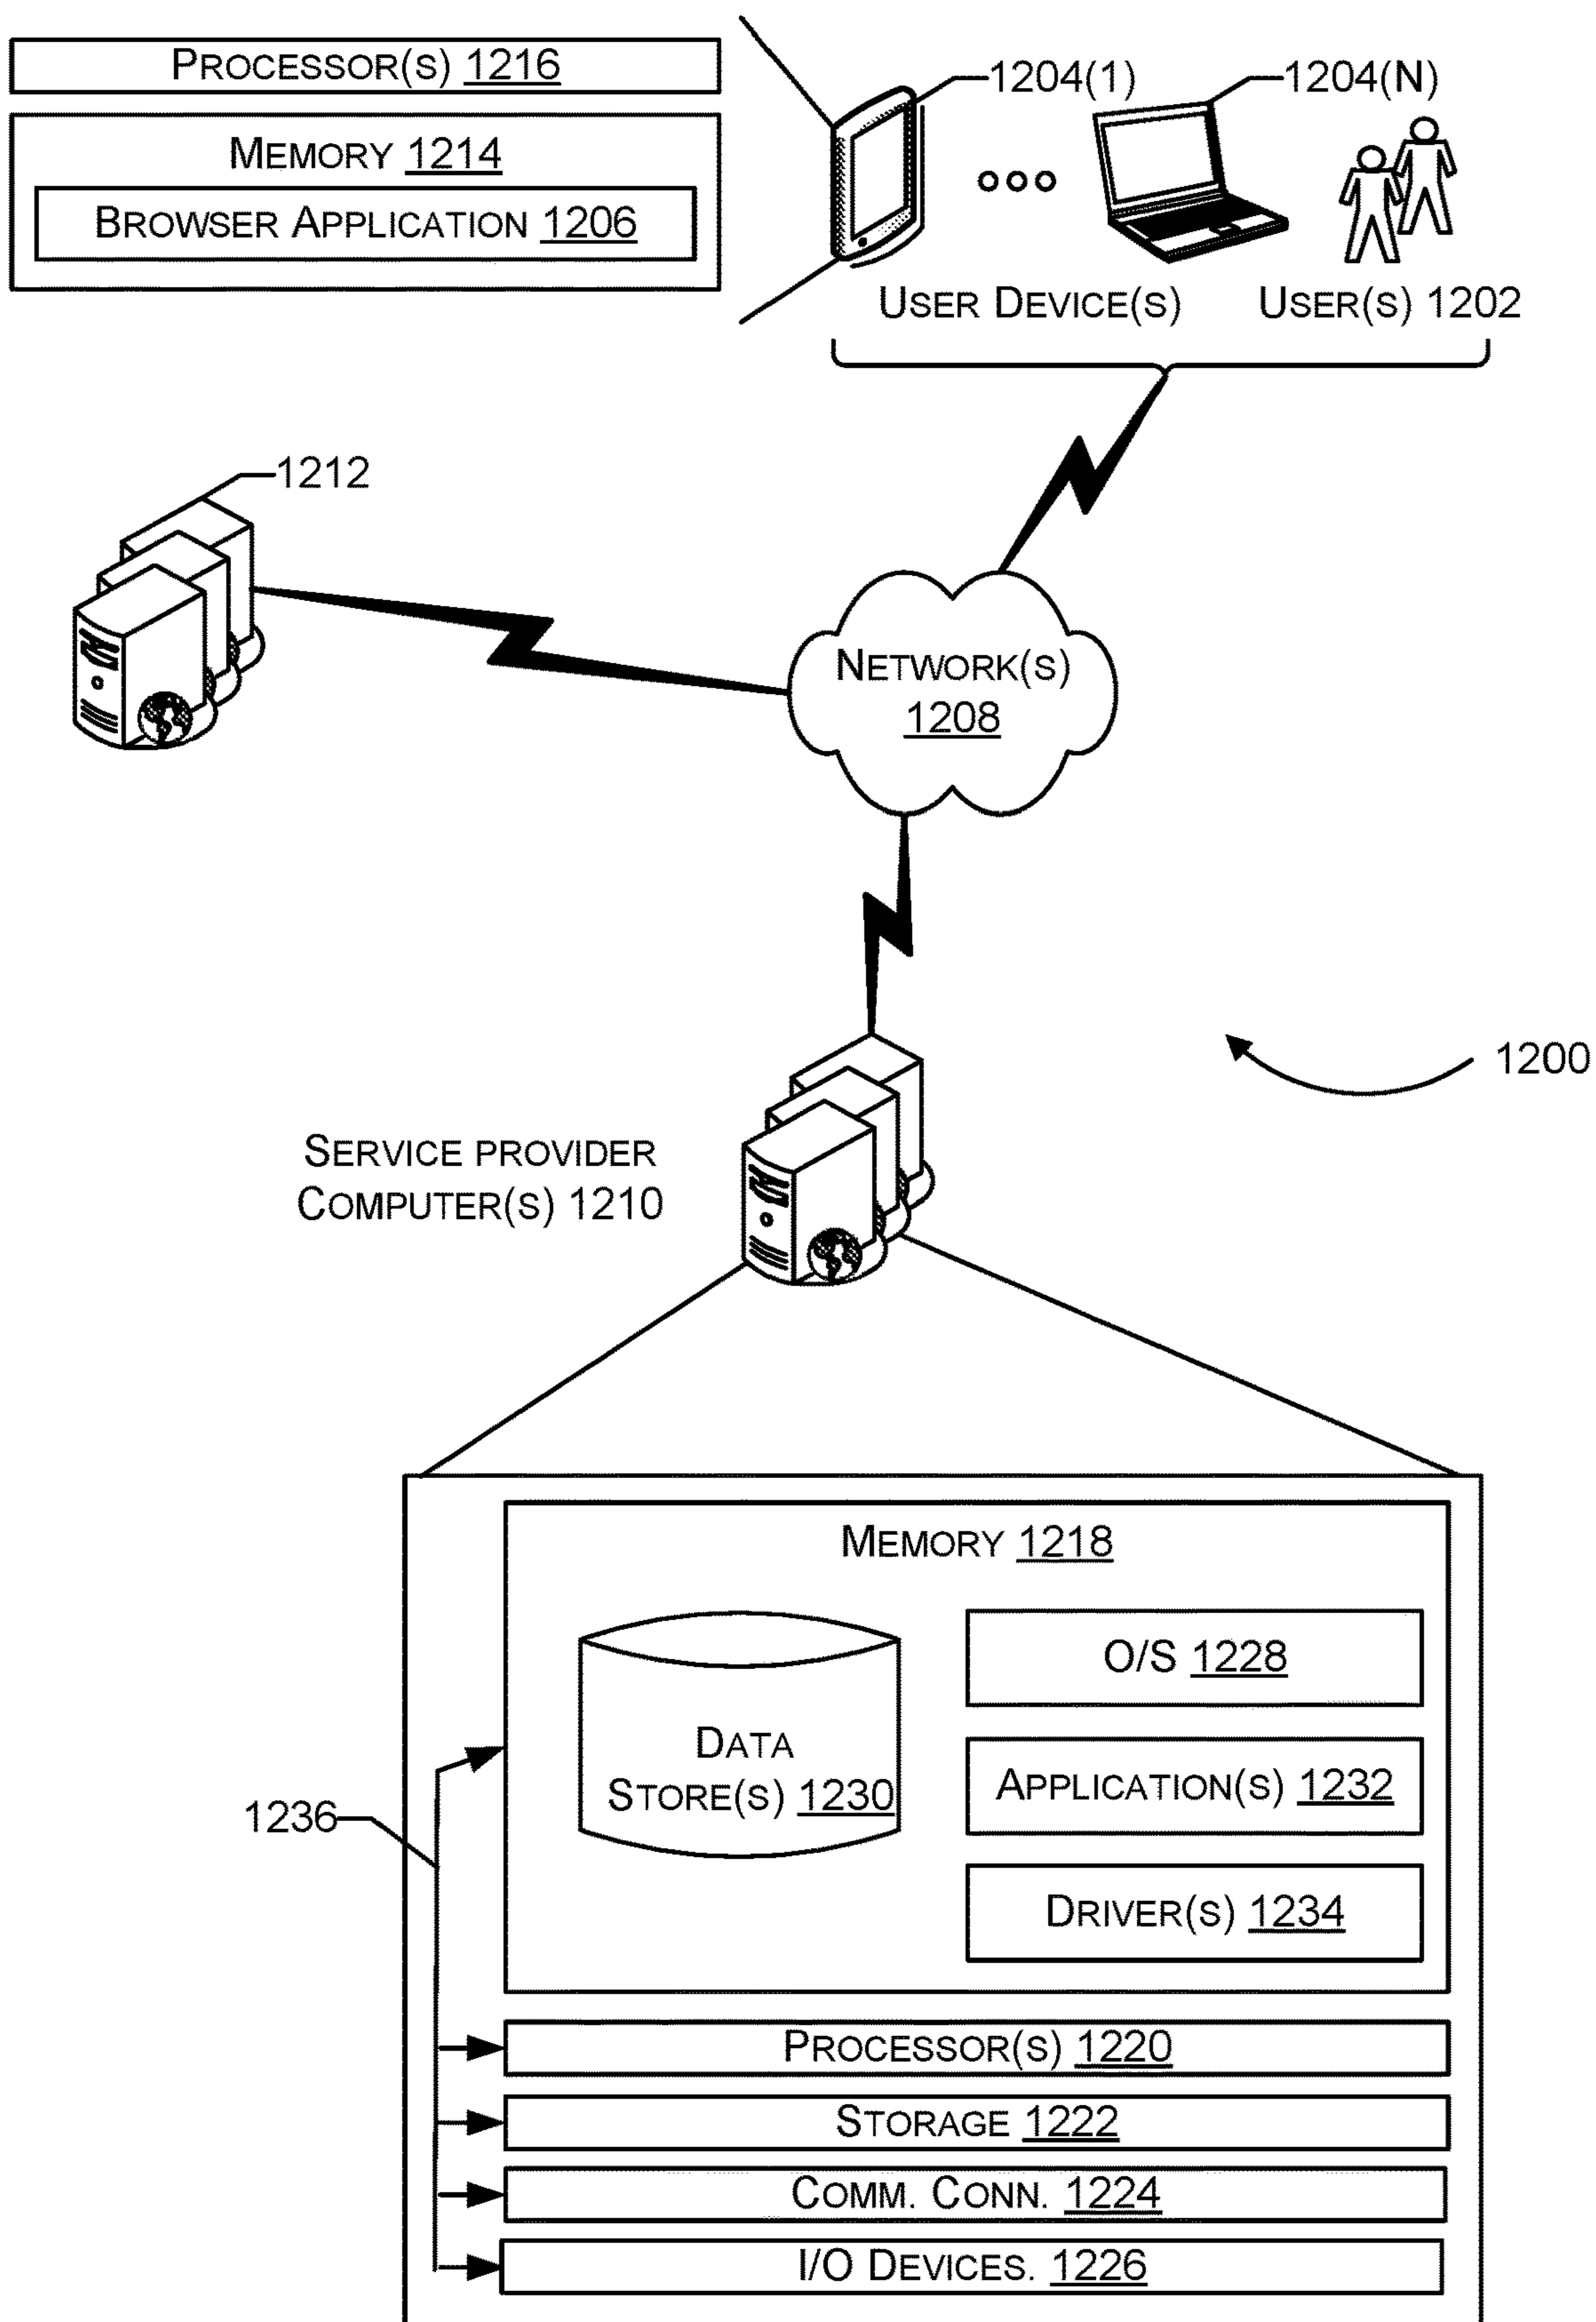 PROCESSOR(S) 1216
MEMORY 1214
BROWSER APPLICATION 1206
1204(1)
1204(N)
USER DEVICE(S)
USER(S) 1202
1212
NETWORK(S)
1208
1200
SERVICE PROVIDER
COMPUTER(S) 1210
MEMORY 1218
DATA
STORE(S) 1230
O/S 1228
APPLICATION(S) 1232
DRIVER(S) 1234
1236
PROCESSOR(S) 1220
STORAGE 1222
COMM. CONN. 1224
I/O DEVICES. 1226